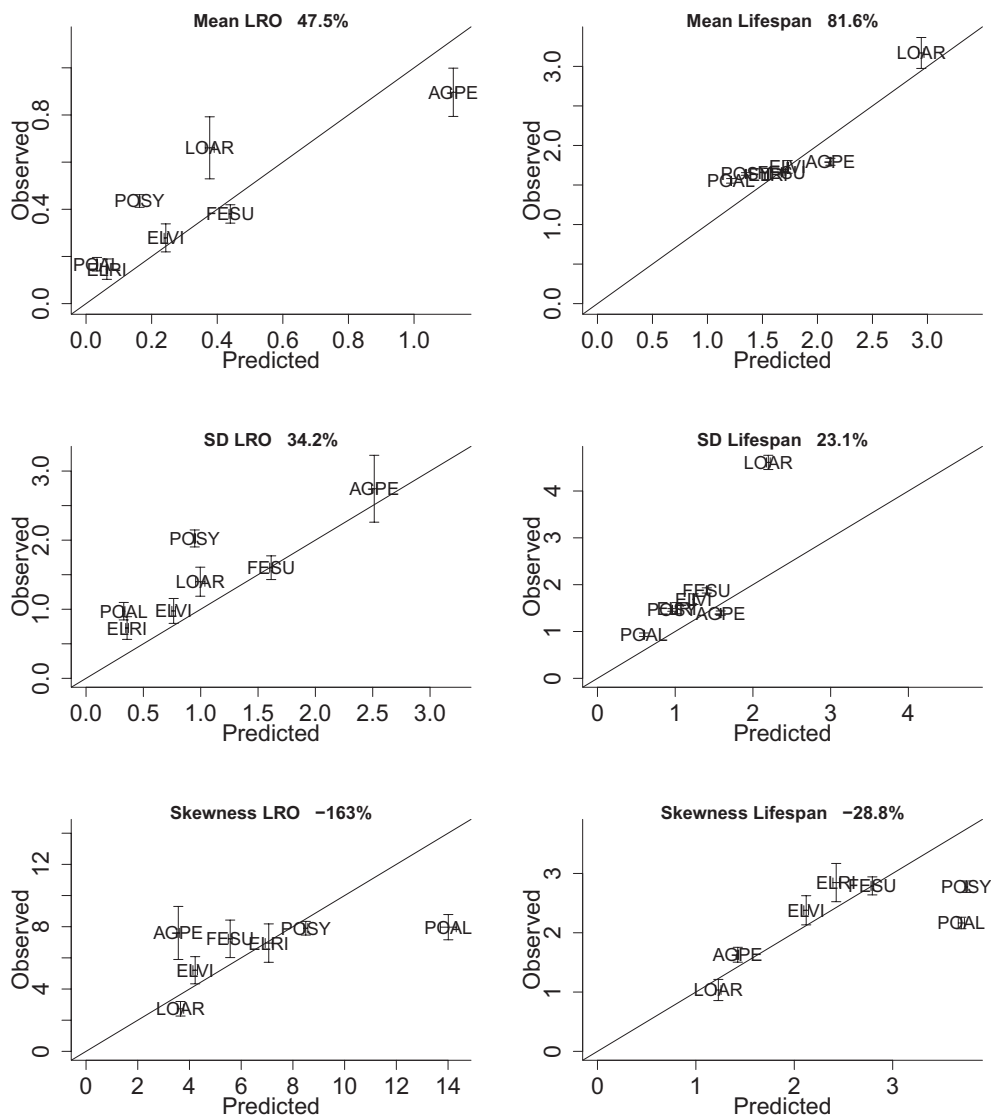 Mean LRO 47.5%
Observed
0.0 0.4 0.8
AGPE
LOAR
POSY
FESU
ELVI
POAL
ELRI
0.0 0.2 0.4 0.6 0.8 1.0
Predicted
Mean Lifespan 81.6%
Observed
0.0 1.0 2.0 3.0
LOAR
AGPE
ELVI
POSY
FESU
ELRI
POAL
0.0 0.5 1.0 1.5 2.0 2.5 3.0
Predicted
SD LRO 34.2%
Observed
0.0 1.0 2.0 3.0
AGPE
POSY
FESU
LOAR
POAL
ELVI
ELRI
0.0 0.5 1.0 1.5 2.0 2.5 3.0
Predicted
SD Lifespan 23.1%
Observed
0 1 2 3 4
LOAR
FESU
ELVI
POSY
ELRI
AGPE
POAL
0 1 2 3 4
Predicted
Skewness LRO −163%
Observed
0 4 8 12
AGPE
FESU
ELRI
POSY
POAL
ELVI
LOAR
0 2 4 6 8 10 12 14
Predicted
Skewness Lifespan −28.8%
Observed
0 1 2 3
ELRI
FESU
POSY
ELVI
POAL
AGPE
LOAR
0 1 2 3
Predicted